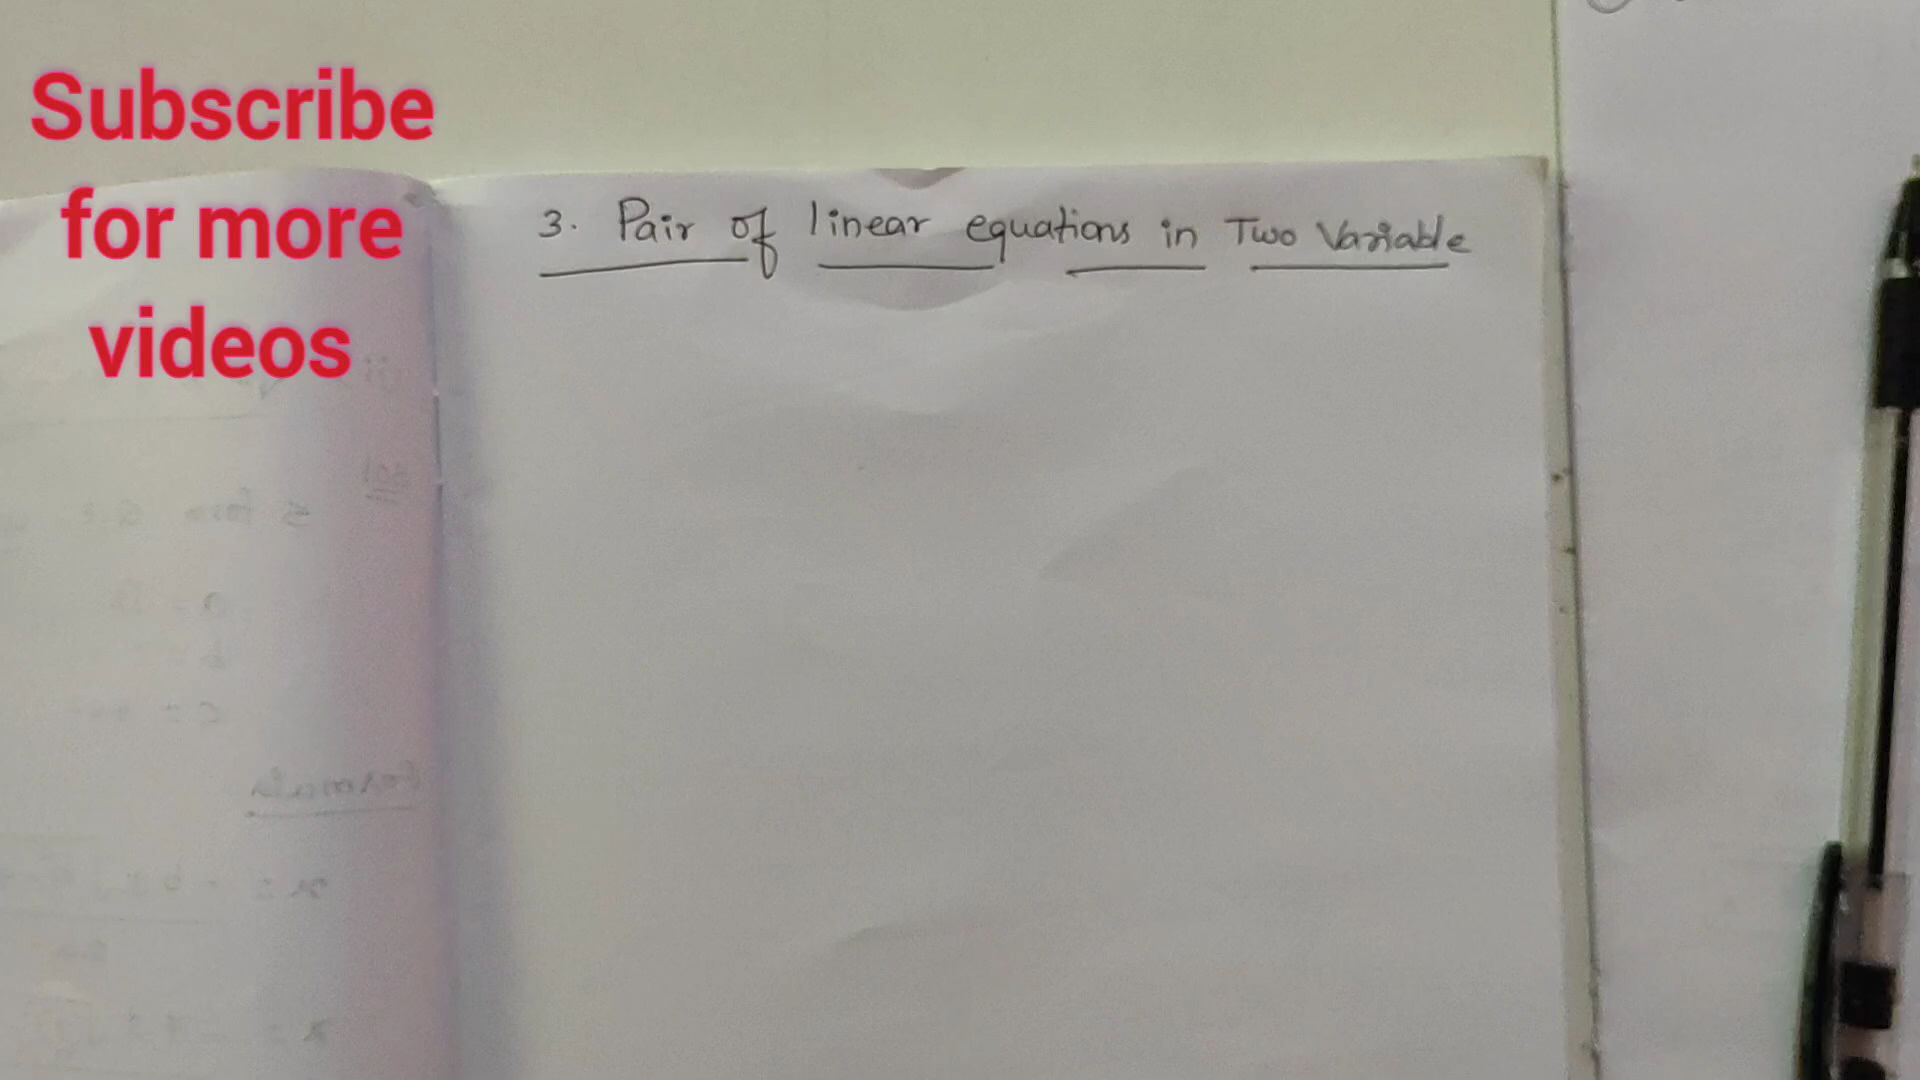 Subscribe
for more
videos
3. Pair of linear equations in Two Variable